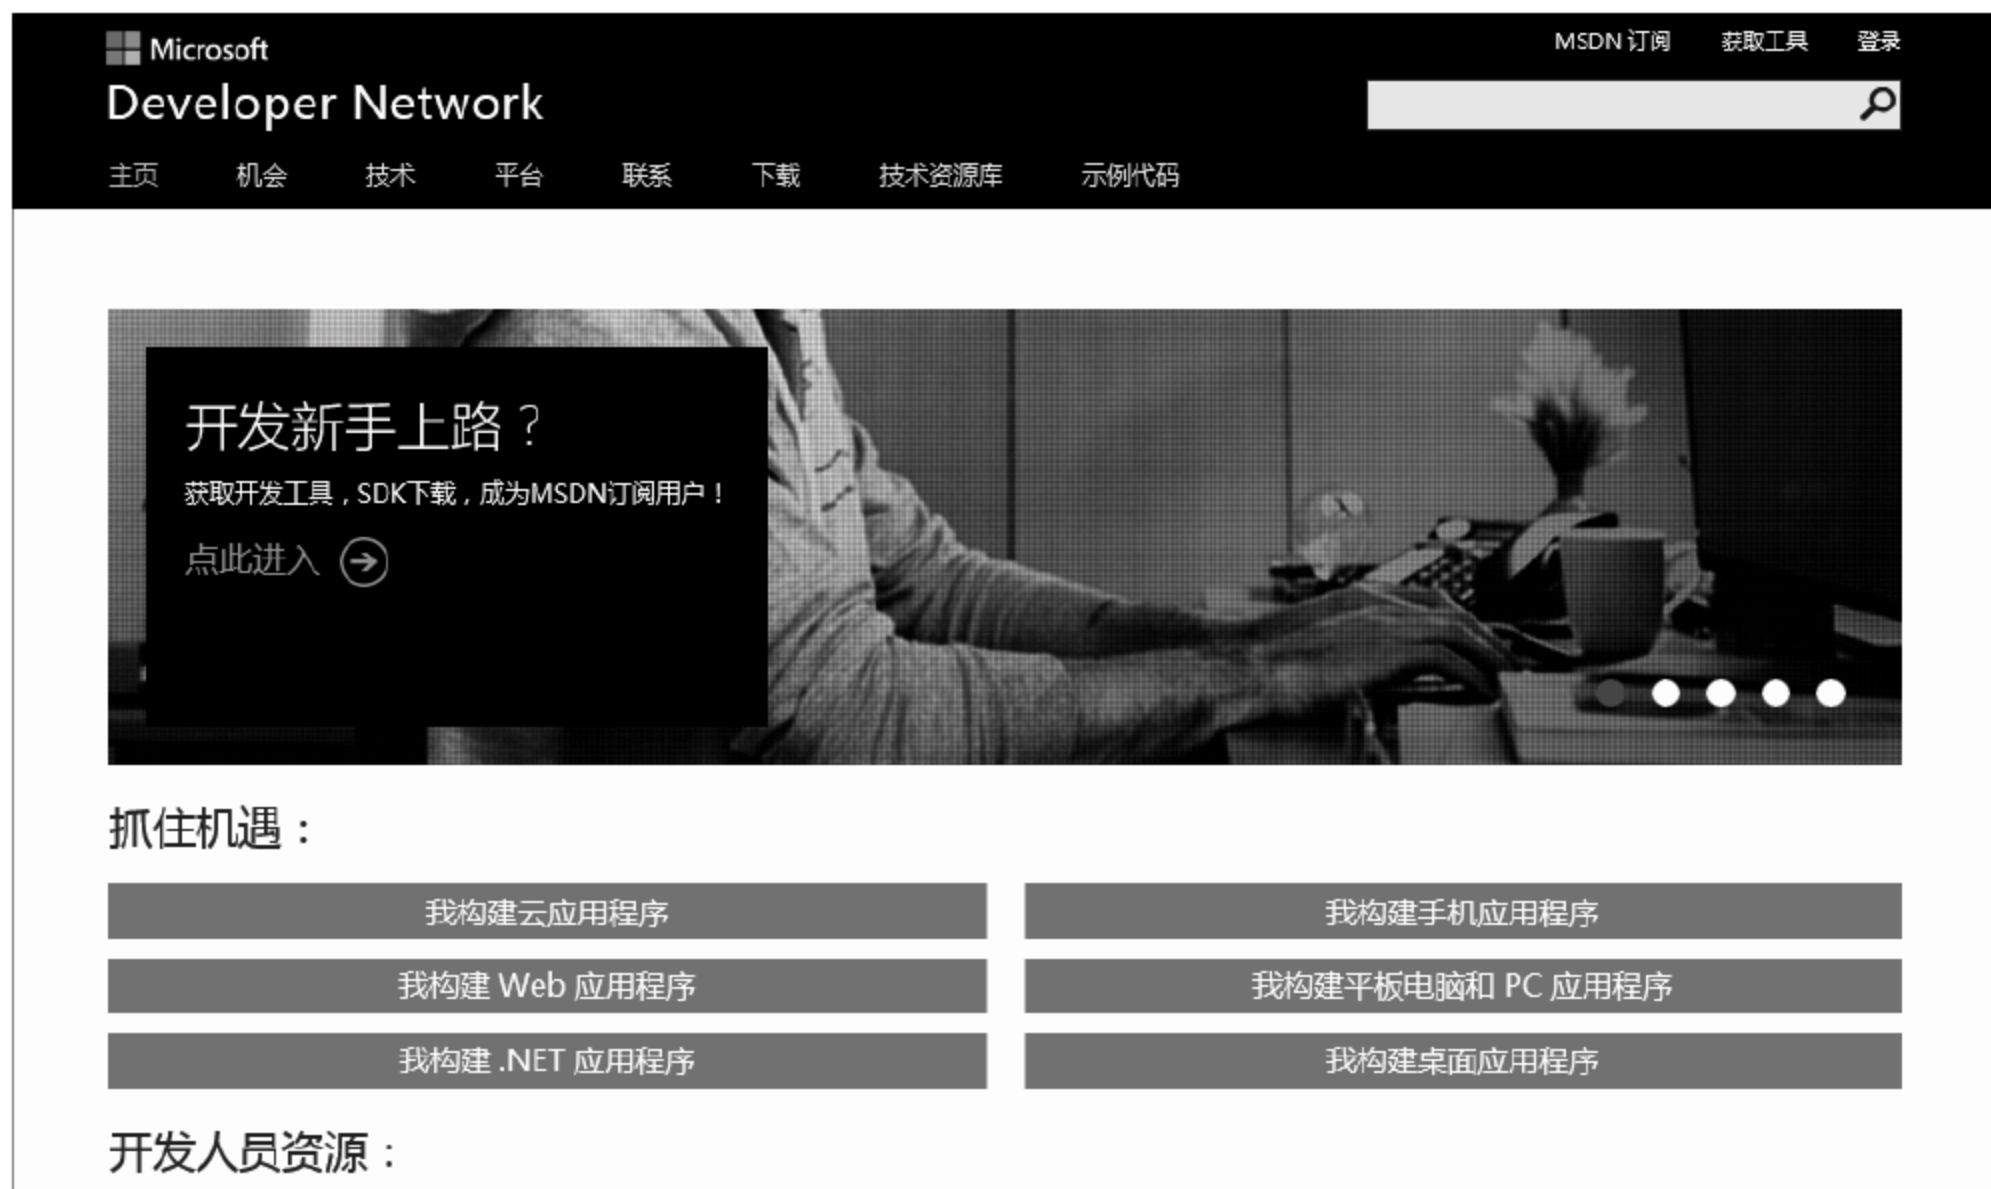 Microsoft
MSDN 订阅 获取工具 登录
Developer Network
主页 机会 技术 平台 联系 下载 技术资源库 示例代码
开发新手上路？
获取开发工具，SDK下载，成为MSDN订阅用户！
点此进入
抓住机遇：
我构建云应用程序 我构建手机应用程序
我构建 Web 应用程序 我构建平板电脑和 PC 应用程序
我构建 .NET 应用程序 我构建桌面应用程序
开发人员资源：